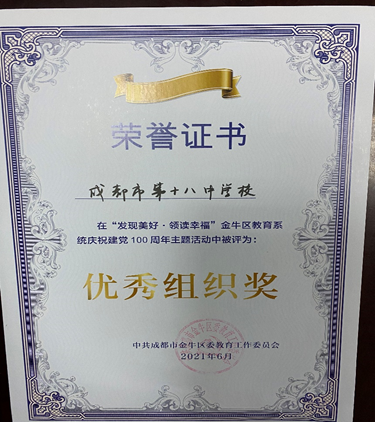 荣誉证书
成都市第十八中学校
在“发现美好·领读幸福”金牛区教育系
统庆祝建党100周年主题活动中被评为：
优秀组织奖
中共成都市金牛区委教育工作委员会
2021年6月